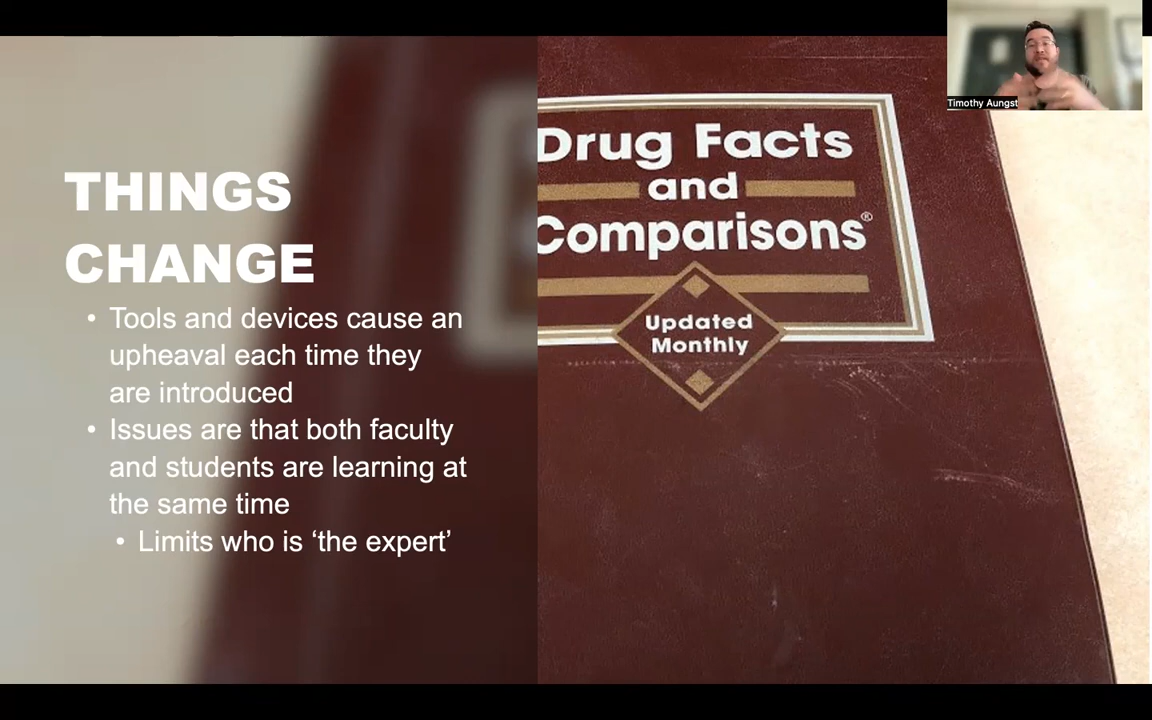 THINGS
CHANGE
• Tools and devices cause an
upheaval each time they
are introduced
• Issues are that both faculty
and students are learning at
the same time
• Limits who is ‘the expert’
Drug Facts
and
Comparisons®
Updated
Monthly
Timothy Aungst